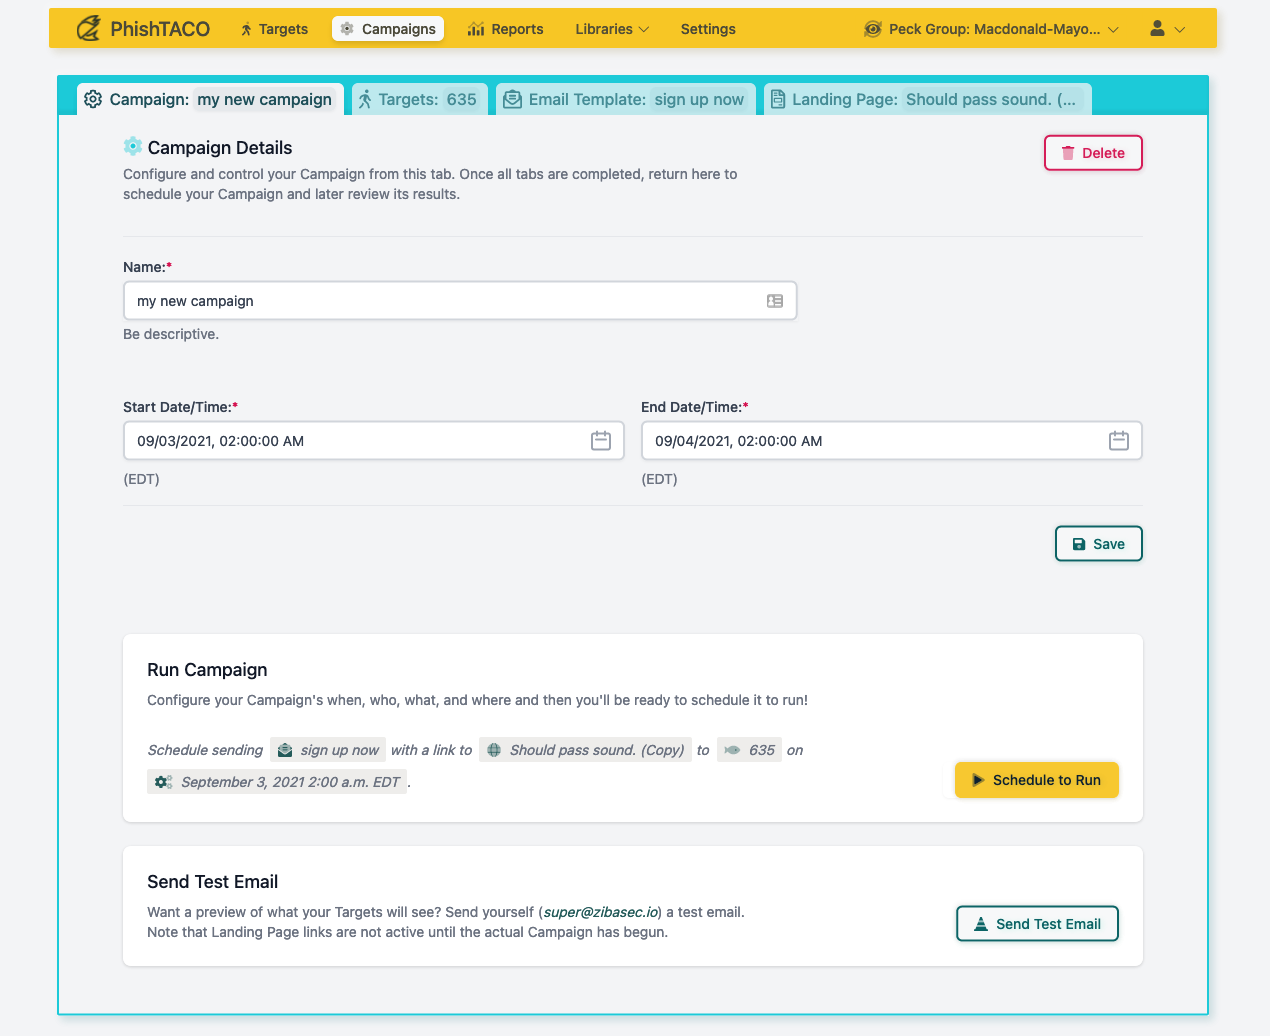 PhishTACO Targets Campaigns Reports Libraries Settings Peck Group: Macdonald-Mayo...
Campaign: my new campaign Targets: 635 Email Template: sign up now Landing Page: Should pass sound. (...
Campaign Details
Delete
Configure and control your Campaign from this tab. Once all tabs are completed, return here to
schedule your Campaign and later review its results.
Name:*
my new campaign
Be descriptive.
Start Date/Time:* End Date/Time:*
09/03/2021, 02:00:00 AM 09/04/2021, 02:00:00 AM
(EDT) (EDT)
Save
Run Campaign
Configure your Campaign's when, who, what, and where and then you'll be ready to schedule it to run!
Schedule sending sign up now with a link to Should pass sound. (Copy) to 635 on
September 3, 2021 2:00 a.m. EDT.
Schedule to Run
Send Test Email
Want a preview of what your Targets will see? Send yourself (super@zibasec.io) a test email.
Note that Landing Page links are not active until the actual Campaign has begun.
Send Test Email